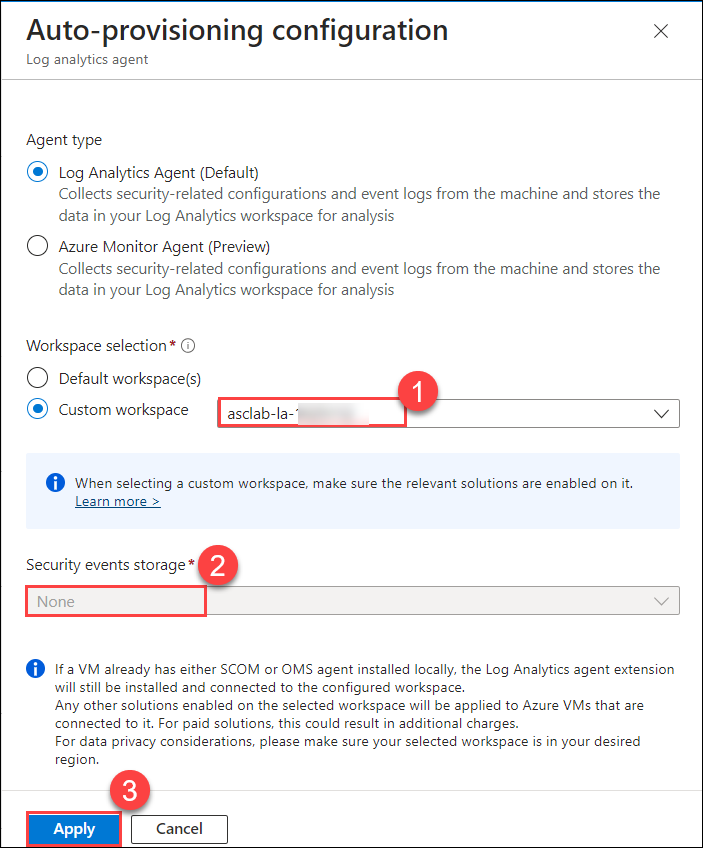 Auto-provisioning configuration
Log analytics agent
Agent type
Log Analytics Agent (Default)
Collects security-related configurations and event logs from the machine and stores the
data in your Log Analytics workspace for analysis
Azure Monitor Agent (Preview)
Collects security-related configurations and event logs from the machine and stores the
data in your Log Analytics workspace for analysis
Workspace selection* i
Default workspace(s)
Custom workspace
asclab-la-
1
When selecting a custom workspace, make sure the relevant solutions are enabled on it.
Learn more >
Security events storage*
2
None
If a VM already has either SCOM or OMS agent installed locally, the Log Analytics agent extension
will still be installed and connected to the configured workspace.
Any other solutions enabled on the selected workspace will be applied to Azure VMs that are
connected to it. For paid solutions, this could result in additional charges.
For data privacy considerations, please make sure your selected workspace is in your desired
region.
3
Apply
Cancel